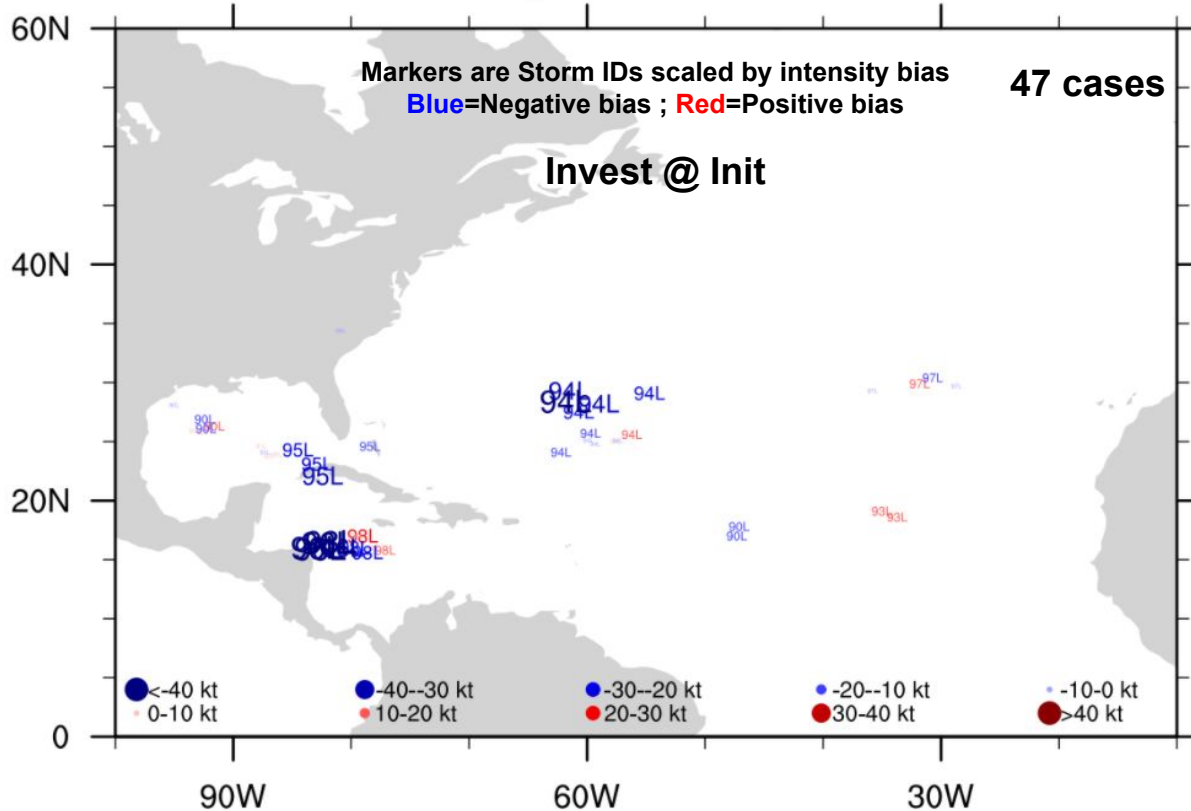 60N
Markers are Storm IDs scaled by intensity bias
47 cases
Blue=Negative bias ; Red=Positive bias
Invest @ Init
40N
97L
97L
94L
94L
94L
94L
94L
90L
90L
90L
94L
94L
95L
95L
94L
95L
95L
20N
93L
93L
90L
90L
98L
98L
98L
<-40 kt
-40--30 kt
-30--20 kt
-20--10 kt
-10-0 kt
0-10 kt
10-20 kt
20-30 kt
30-40 kt
>40 kt
0
90W
60W
30W